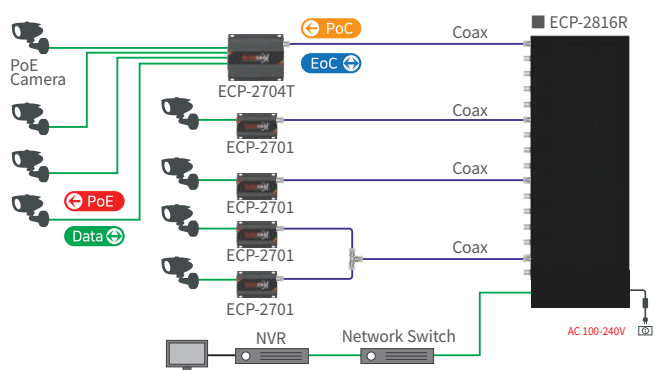 PoE
Camera
ECP-2704T
PoC
EoC
Coax
ECP-2816R
ECP-2701
Coax
ECP-2701
Coax
PoE
Data
ECP-2701
Coax
ECP-2701
AC 100-240V
NVR
Network Switch